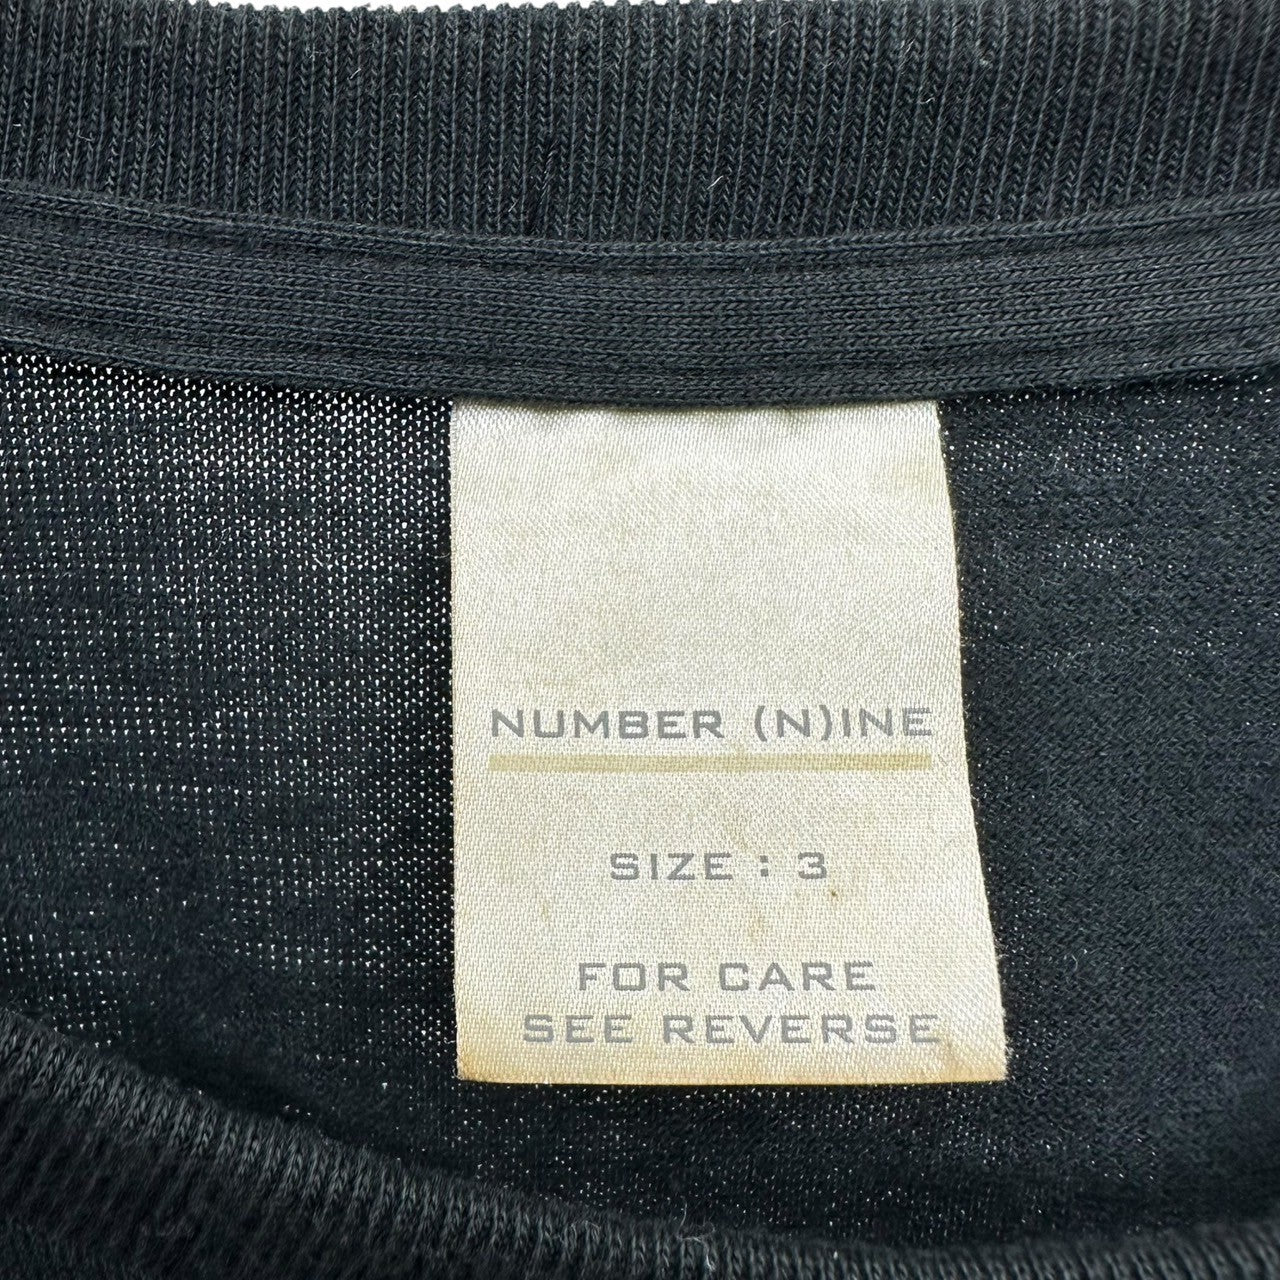 NUMBER (N)INE
SIZE : 3
FOR CARE
SEE REVERSE